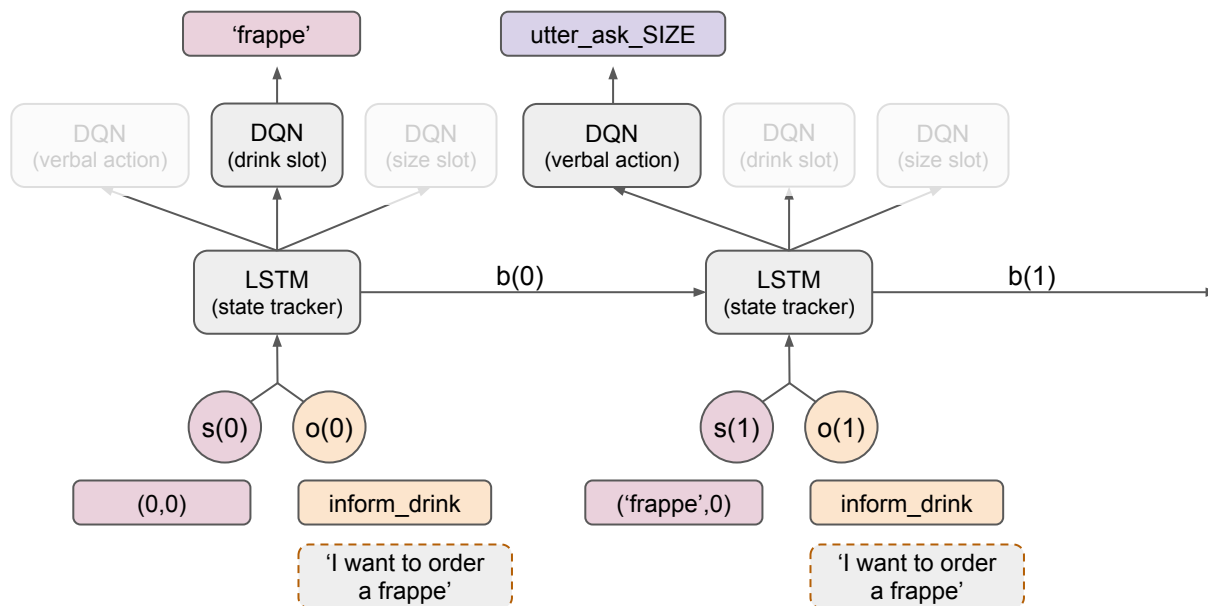 ‘frappe’
utter_ask_SIZE
DQN
(verbal action)
DQN
(drink slot)
DQN
(size slot)
DQN
(verbal action)
DQN
(drink slot)
DQN
(size slot)
LSTM
(state tracker)
b(0)
LSTM
(state tracker)
b(1)
s(0)
o(0)
s(1)
o(1)
(0,0)
inform_drink
(‘frappe’,0)
inform_drink
‘I want to order
a frappe’
‘I want to order
a frappe’